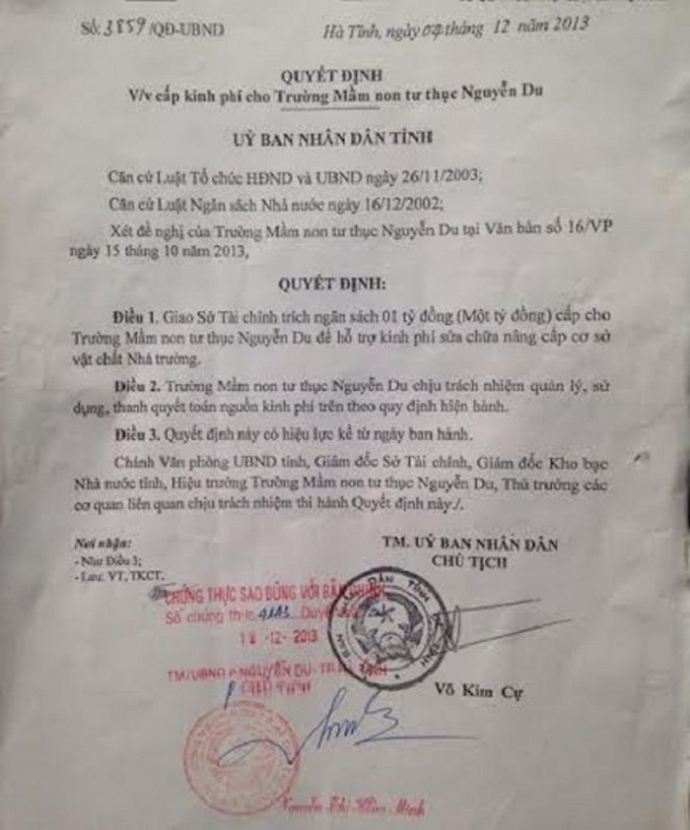 Số: 3859/QĐ-UBND
Hà Tĩnh, ngày 04 tháng 12 năm 2013
QUYẾT ĐỊNH
V/v cấp kinh phí cho Trường Mầm non tư thục Nguyễn Du
UỶ BAN NHÂN DÂN TỈNH
Căn cứ Luật Tổ chức HĐND và UBND ngày 26/11/2003;
Căn cứ Luật Ngân sách Nhà nước ngày 16/12/2002;
Xét đề nghị của Trường Mầm non tư thục Nguyễn Du tại Văn bản số 16/VP
ngày 15 tháng 10 năm 2013,
QUYẾT ĐỊNH:
Điều 1. Giao Sở Tài chính trích ngân sách 01 tỷ đồng (Một tỷ đồng) cấp cho
Trường Mầm non tư thục Nguyễn Du để hỗ trợ kinh phí sửa chữa nâng cấp cơ sở
vật chất Nhà trường.
Điều 2. Trường Mầm non tư thục Nguyễn Du chịu trách nhiệm quản lý, sử
dụng, thanh quyết toán nguồn kinh phí trên theo quy định hiện hành.
Điều 3. Quyết định này có hiệu lực kể từ ngày ban hành.
Chánh Văn phòng UBND tỉnh, Giám đốc Sở Tài chính, Giám đốc Kho bạc
Nhà nước tỉnh, Hiệu trưởng Trường Mầm non tư thục Nguyễn Du, Thủ trưởng các
cơ quan liên quan chịu trách nhiệm thi hành Quyết định này./.
Nơi nhận:
- Như Điều 3;
- Lưu: VT, TKCT.
TM. UỶ BAN NHÂN DÂN
CHỦ TỊCH
CHỨNG THỰC SAO ĐÚNG VỚI BẢN CHÍNH
Số chứng thực Quyển
18 -12- 2013
TM/UBND P.NGUYỄN DU-TP.HÀ TĨNH
CHỦ TỊCH
Võ Kim Cự